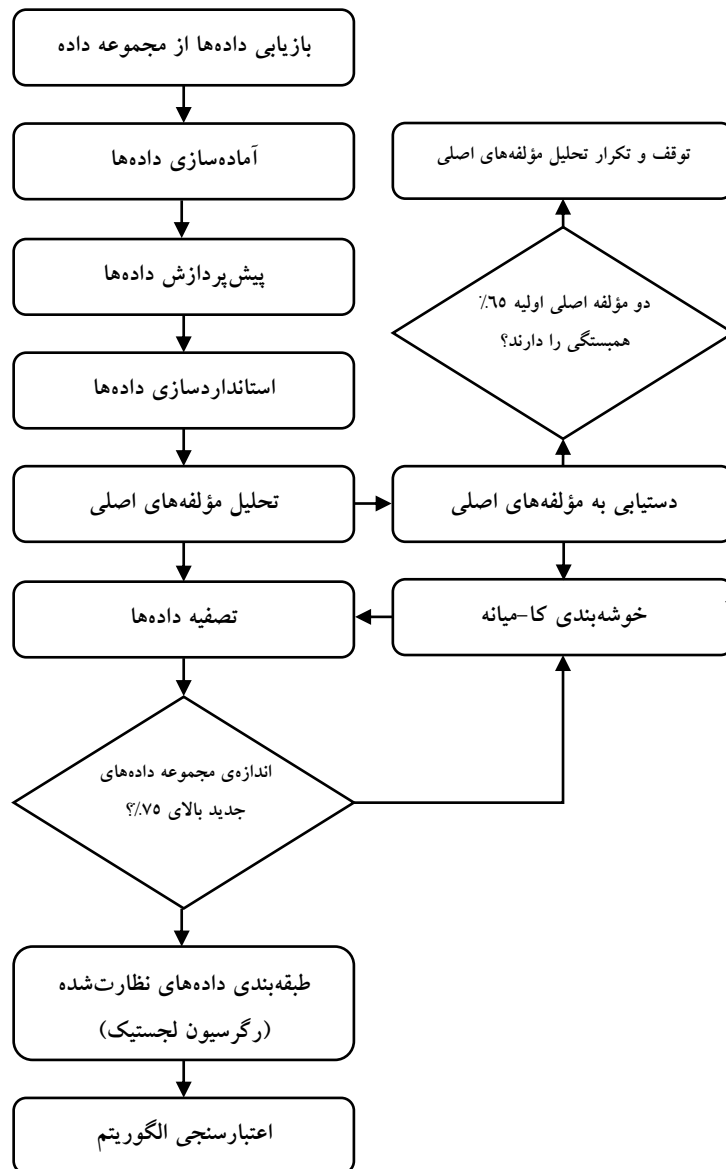 بازیابی داده‌ها از مجموعه داده
آماده‌سازی داده‌ها
پیش‌پردازش داده‌ها
استانداردسازی داده‌ها
تحلیل مؤلفه‌های اصلی
دستیابی به مؤلفه‌های اصلی
دو مؤلفه اصلی اولیه ۶۵٪
همبستگی را دارند؟
توقف و تکرار تحلیل مؤلفه‌های اصلی
خوشه‌بندی کا–میانه
تصفیه داده‌ها
اندازه‌ی مجموعه داده‌های
جدید بالای ۷۵٪؟
طبقه‌بندی داده‌های نظارت‌شده
(رگرسیون لجستیک)
اعتبارسنجی الگوریتم